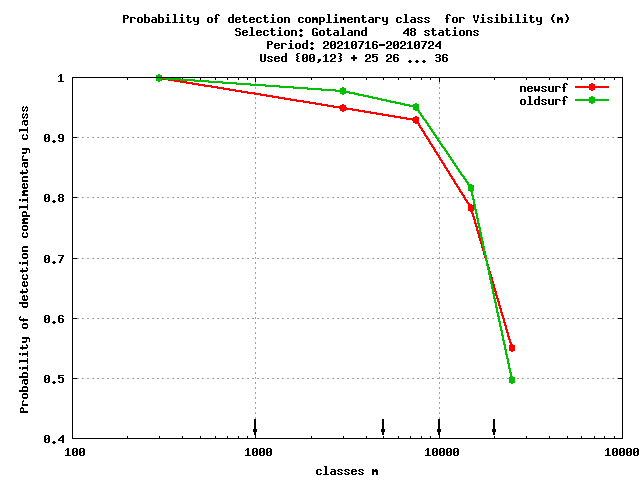 Probability of detection complimentary class  for Visibility (m)
Selection: Gotaland     48 stations
Period: 20210716-20210724
Used {00,12} + 25 26 ... 36
newsurf
oldsurf
1
0.9
0.8
0.7
0.6
0.5
0.4
Probability of detection complimentary class
100 1000 10000 10000
classes m